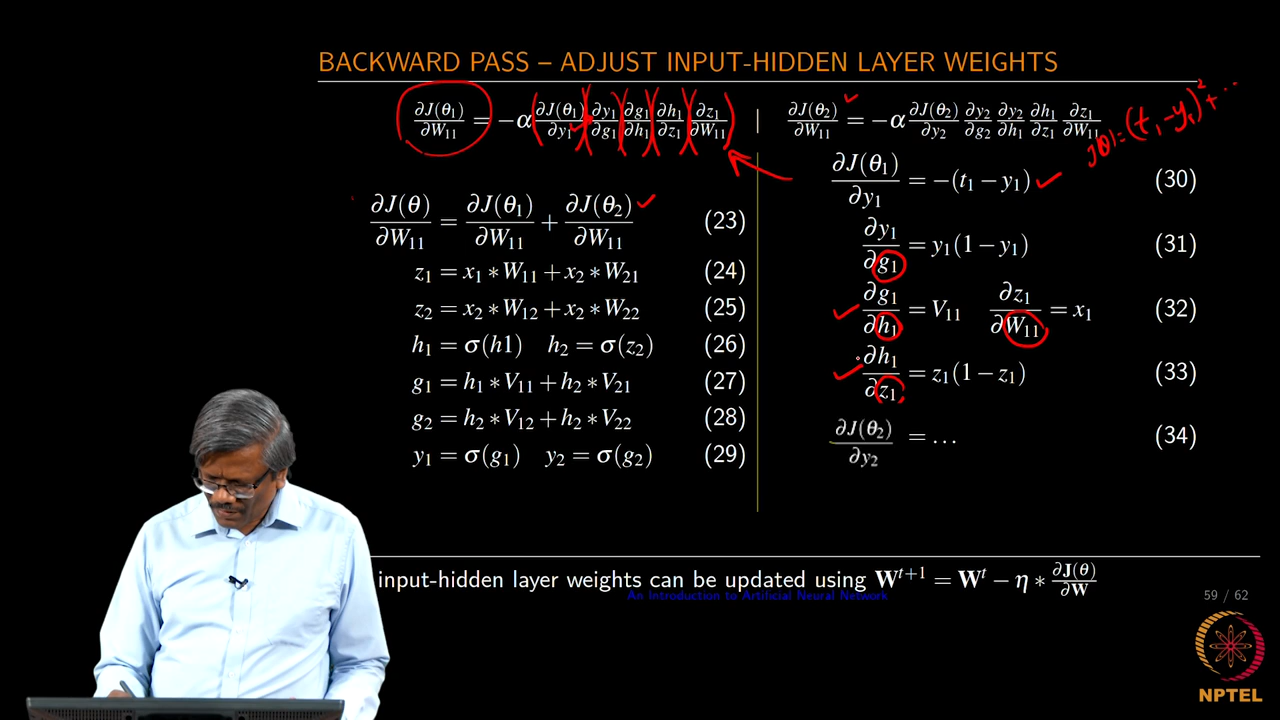 BACKWARD PASS – ADJUST INPUT-HIDDEN LAYER WEIGHTS
∂J(θ₁)/∂W₁₁ = −α ∂J(θ₁)/∂y₁ ∂y₁/∂g₁ ∂g₁/∂h₁ ∂h₁/∂z₁ ∂z₁/∂W₁₁ | ∂J(θ₂)/∂W₁₁ = −α ∂J(θ₂)/∂y₂ ∂y₂/∂g₂ ∂y₂/∂h₁ ∂h₁/∂z₁ ∂z₁/∂W₁₁
J(θ) = (t₁ − y₁)² + ...
∂J(θ)/∂W₁₁ = ∂J(θ₁)/∂W₁₁ + ∂J(θ₂)/∂W₁₁ (23)
z₁ = x₁ ∗ W₁₁ + x₂ ∗ W₂₁ (24)
z₂ = x₂ ∗ W₁₂ + x₂ ∗ W₂₂ (25)
h₁ = σ(h1) h₂ = σ(z₂) (26)
g₁ = h₁ ∗ V₁₁ + h₂ ∗ V₂₁ (27)
g₂ = h₂ ∗ V₁₂ + h₂ ∗ V₂₂ (28)
y₁ = σ(g₁) y₂ = σ(g₂) (29)
∂J(θ₁)/∂y₁ = −(t₁ − y₁) (30)
∂y₁/∂g₁ = y₁(1 − y₁) (31)
∂g₁/∂h₁ = V₁₁ ∂z₁/∂W₁₁ = x₁ (32)
∂h₁/∂z₁ = z₁(1 − z₁) (33)
∂J(θ₂)/∂y₂ = ... (34)
input-hidden layer weights can be updated using Wᵗ⁺¹ = Wᵗ − η ∗ ∂J(θ)/∂W
An Introduction to Artificial Neural Network
59 / 62
NPTEL